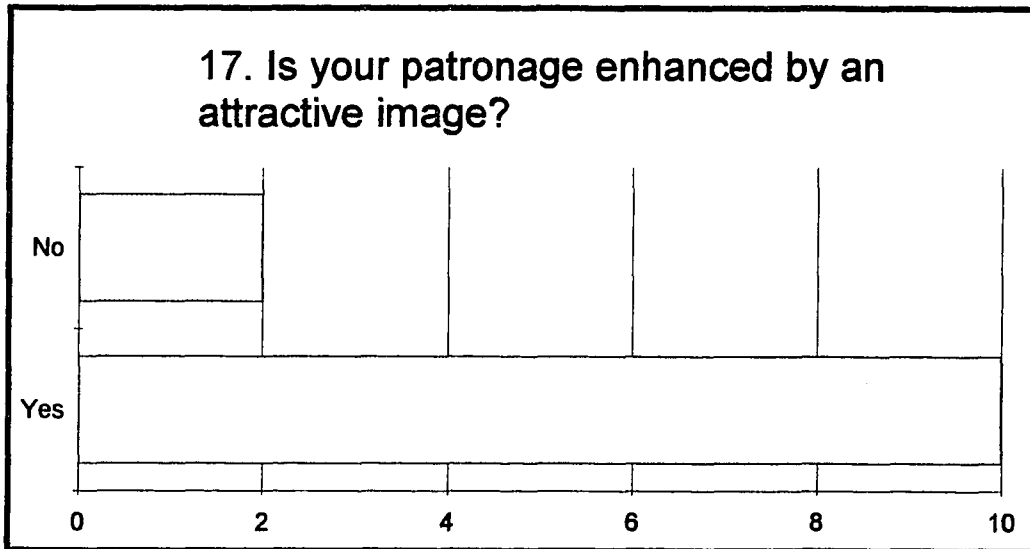 17. Is your patronage enhanced by an
attractive image?
No
Yes
0 2 4 6 8 10